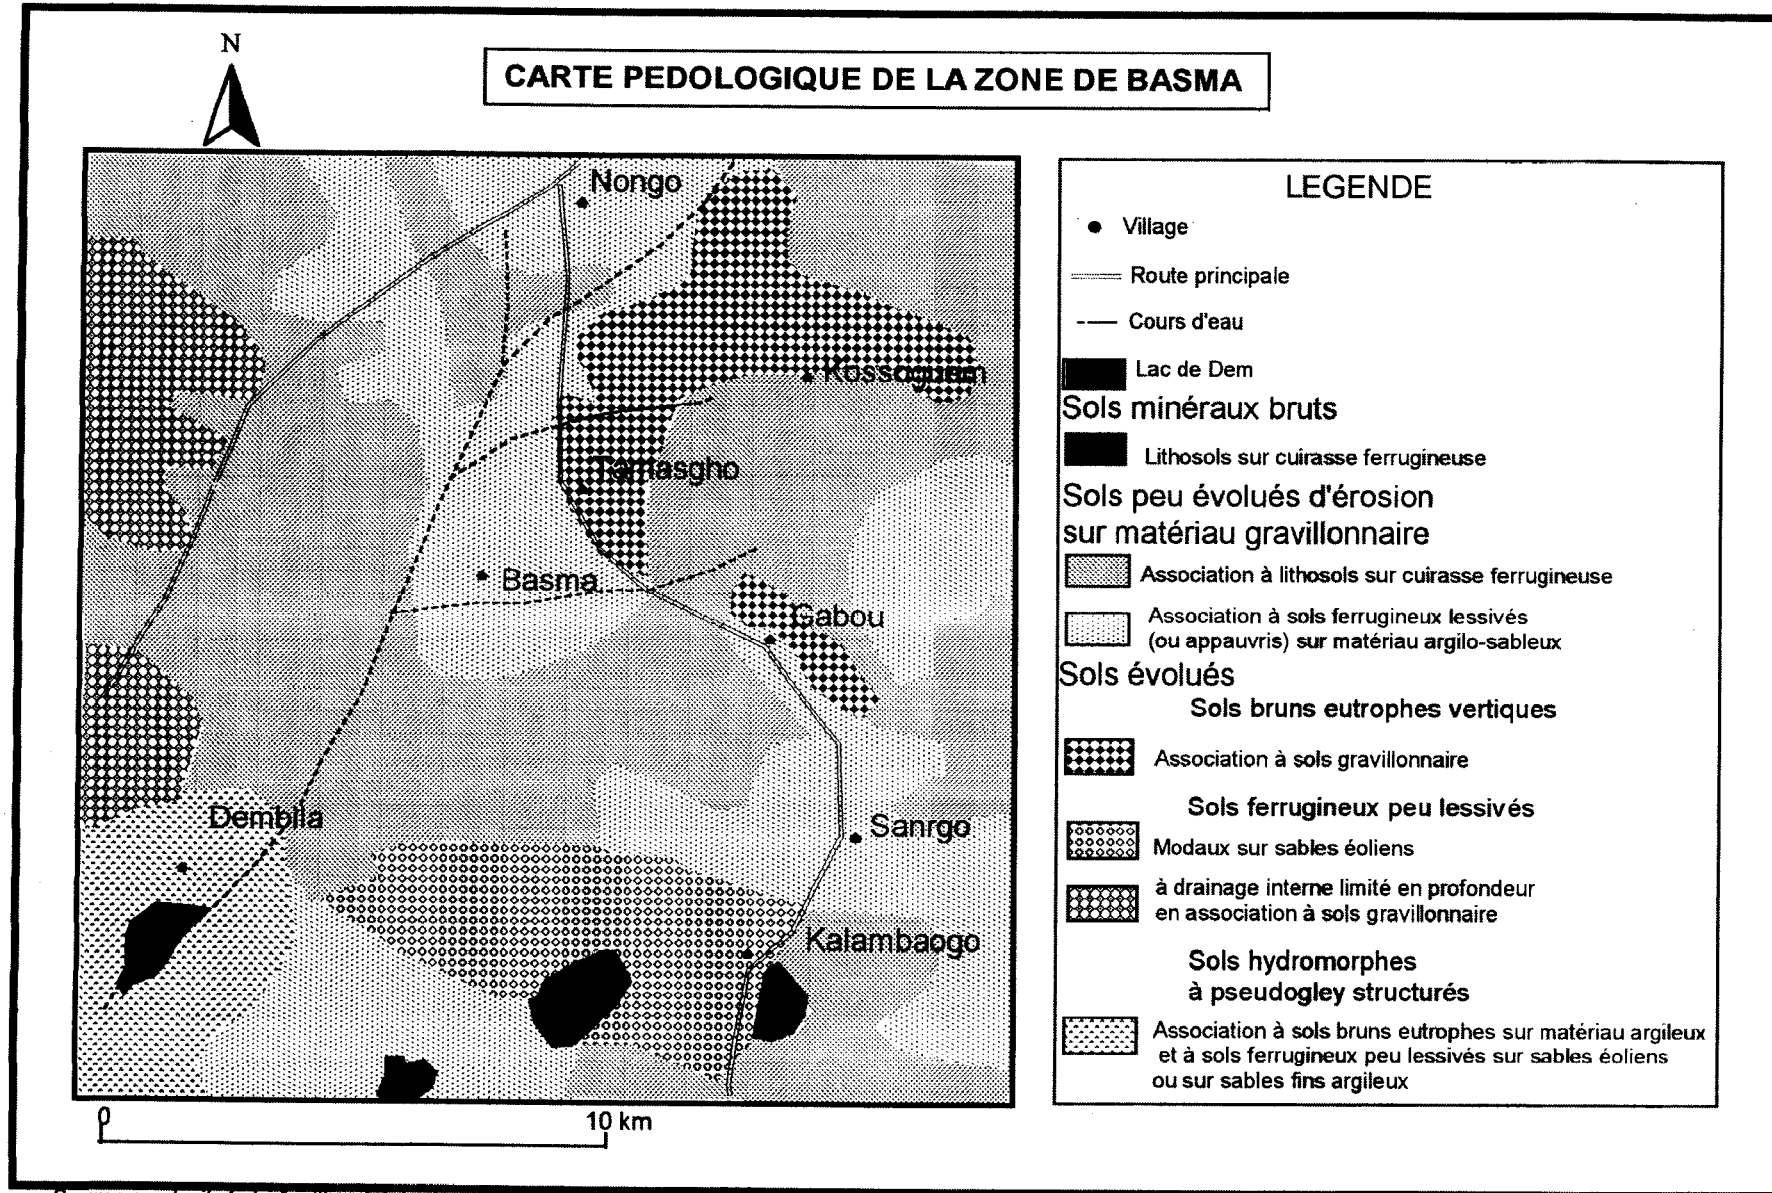 N
CARTE PEDOLOGIQUE DE LA ZONE DE BASMA
Nongo
Kossoguem
Tamasgho
Basma
Gabou
Dembila
Sanrgo
Kalambaogo
0
10 km
LEGENDE
Village
Route principale
Cours d'eau
Lac de Dem
Sols minéraux bruts
Lithosols sur cuirasse ferrugineuse
Sols peu évolués d'érosion
sur matériau gravillonnaire
Association à lithosols sur cuirasse ferrugineuse
Association à sols ferrugineux lessivés
(ou appauvris) sur matériau argilo-sableux
Sols évolués
Sols bruns eutrophes vertiques
Association à sols gravillonnaire
Sols ferrugineux peu lessivés
Modaux sur sables éoliens
à drainage interne limité en profondeur
en association à sols gravillonnaire
Sols hydromorphes
à pseudogley structurés
Association à sols bruns eutrophes sur matériau argileux
et à sols ferrugineux peu lessivés sur sables éoliens
ou sur sables fins argileux